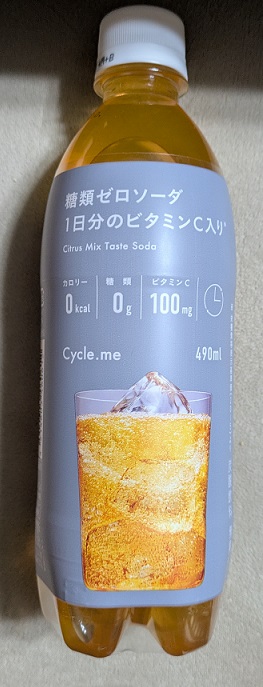 糖類ゼロソーダ
1日分のビタミンC入り*
Citrus Mix Taste Soda
カロリー 糖類 ビタミンC
0kcal 0g 100mg
Cycle.me 490ml